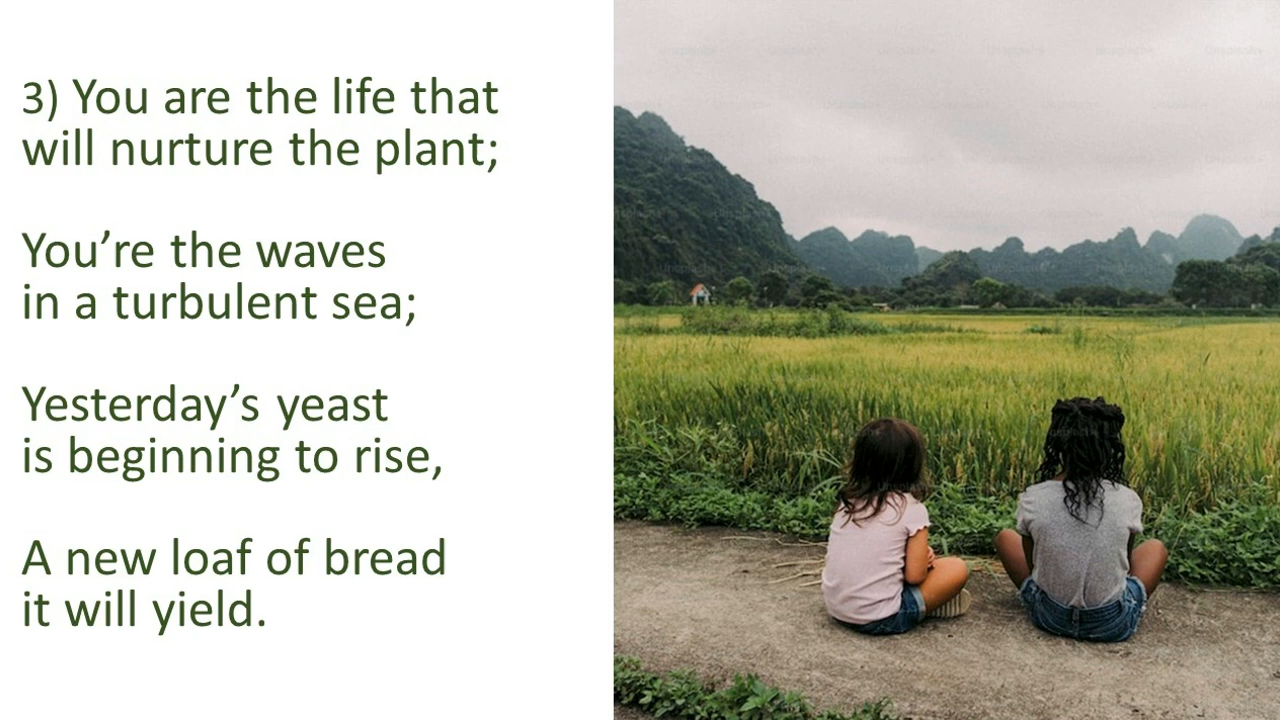 3) You are the life that
will nurture the plant;
You’re the waves
in a turbulent sea;
Yesterday’s yeast
is beginning to rise,
A new loaf of bread
it will yield.